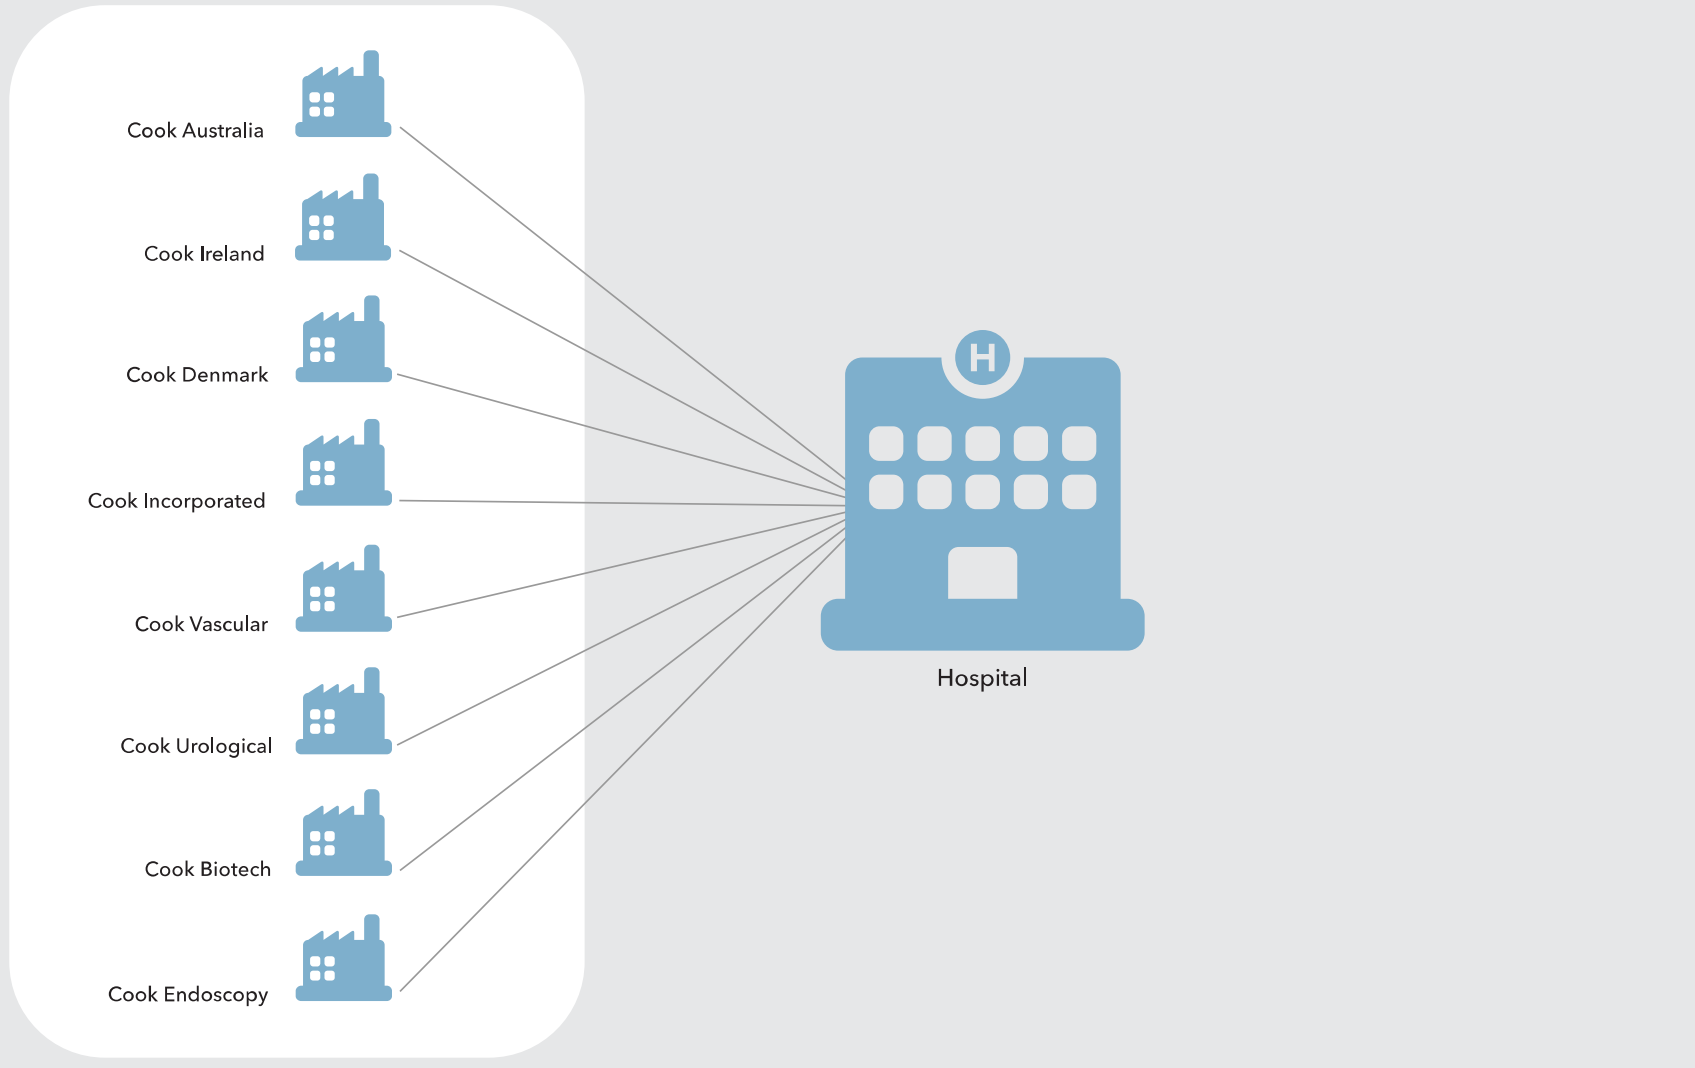 Cook Australia
Cook Ireland
Cook Denmark
Cook Incorporated
Cook Vascular
Cook Urological
Cook Biotech
Cook Endoscopy
H
Hospital